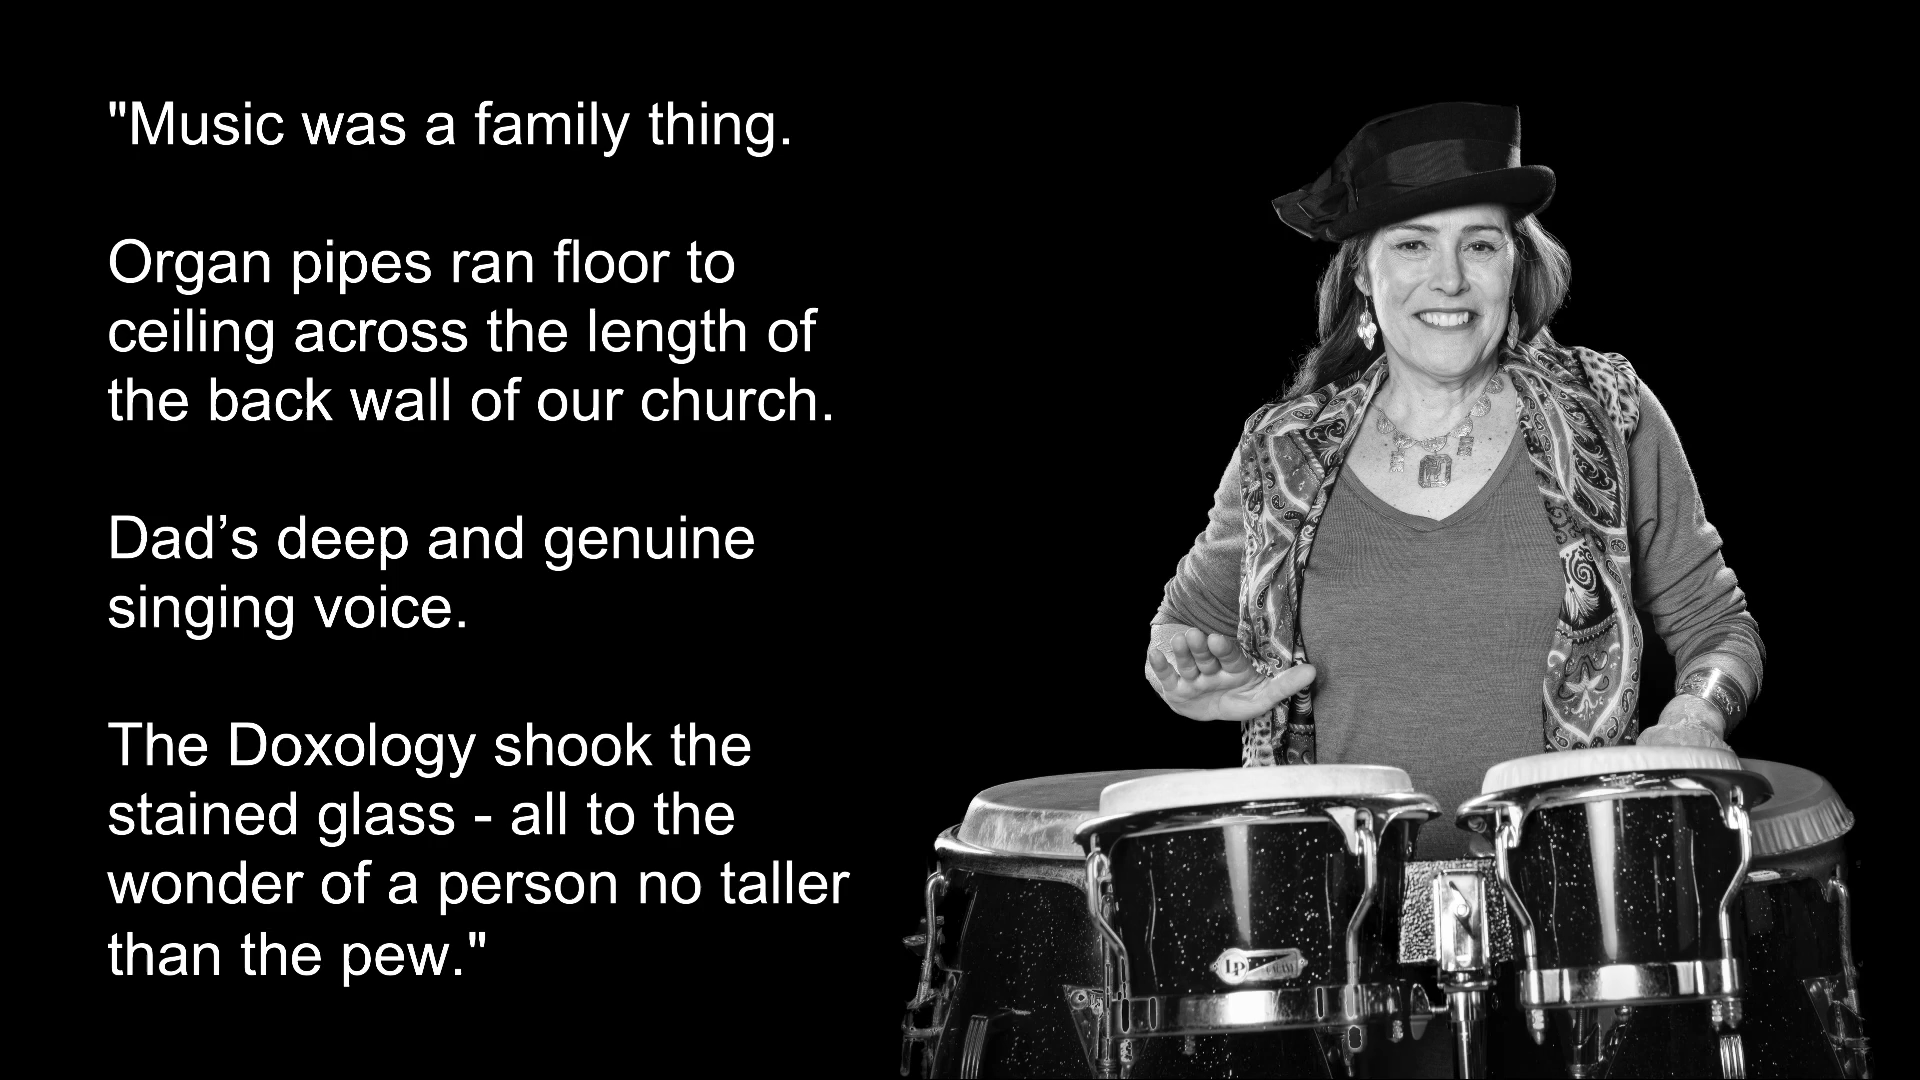 "Music was a family thing.
Organ pipes ran floor to
ceiling across the length of
the back wall of our church.
Dad’s deep and genuine
singing voice.
The Doxology shook the
stained glass - all to the
wonder of a person no taller
than the pew."
LP